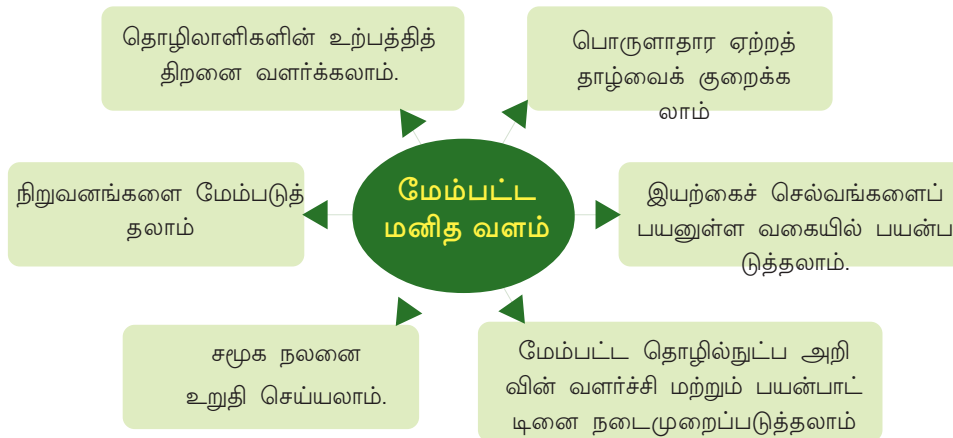 தொழிலாளிகளின் உற்பத்தித்
திறனை வளர்க்கலாம்.
பொருளாதார ஏற்றத்
தாழ்வைக் குறைக்க
லாம்
நிறுவனங்களை மேம்படுத்
தலாம்
மேம்பட்ட
மனித வளம்
இயற்கைச் செல்வங்களைப்
பயனுள்ள வகையில் பயன்ப
டுத்தலாம்.
சமூக நலனை
உறுதி செய்யலாம்.
மேம்பட்ட தொழில்நுட்ப அறி
வின் வளர்ச்சி மற்றும் பயன்பாட்
டினை நடைமுறைப்படுத்தலாம்